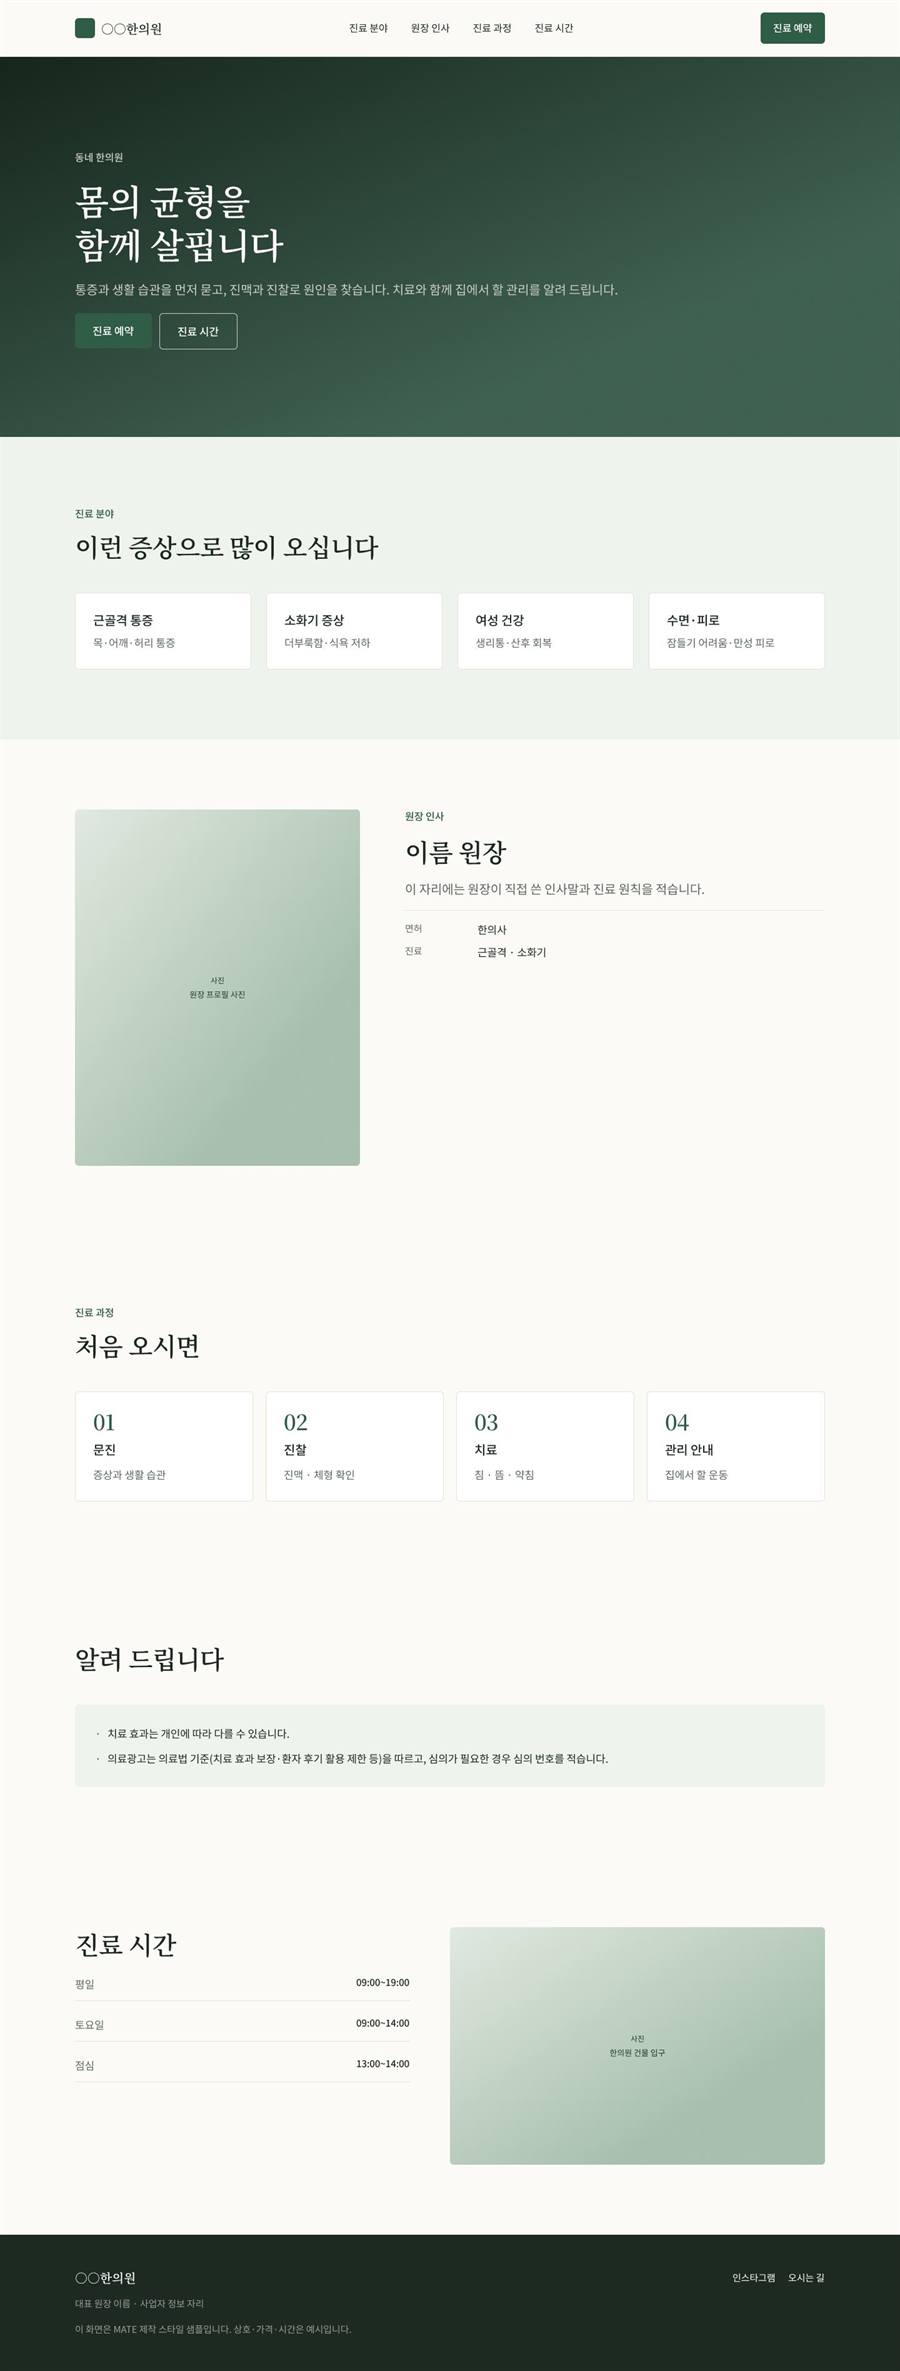 ○○한의원
진료 분야
원장 인사
진료 과정
진료 시간
진료 예약
동네 한의원
몸의 균형을
함께 살핍니다
통증과 생활 습관을 먼저 묻고, 진맥과 진찰로 원인을 찾습니다. 치료와 함께 집에서 할 관리를 알려 드립니다.
진료 예약
진료 시간
진료 분야
이런 증상으로 많이 오십니다
근골격 통증
목·어깨·허리 통증
소화기 증상
더부룩함·식욕 저하
여성 건강
생리통·산후 회복
수면·피로
잠들기 어려움·만성 피로
사진
원장 프로필 사진
원장 인사
이름 원장
이 자리에는 원장이 직접 쓴 인사말과 진료 원칙을 적습니다.
면허 한의사
진료 근골격 · 소화기
진료 과정
처음 오시면
01
문진
증상과 생활 습관
02
진찰
진맥 · 체형 확인
03
치료
침 · 뜸 · 약침
04
관리 안내
집에서 할 운동
알려 드립니다
· 치료 효과는 개인에 따라 다를 수 있습니다.
· 의료광고는 의료법 기준(치료 효과 보장·환자 후기 활용 제한 등)을 따르고, 심의가 필요한 경우 심의 번호를 적습니다.
진료 시간
평일 09:00~19:00
토요일 09:00~14:00
점심 13:00~14:00
사진
한의원 건물 입구
○○한의원
대표 원장 이름 · 사업자 정보 자리
이 화면은 MATE 제작 스타일 샘플입니다. 상호·가격·시간은 예시입니다.
인스타그램
오시는 길